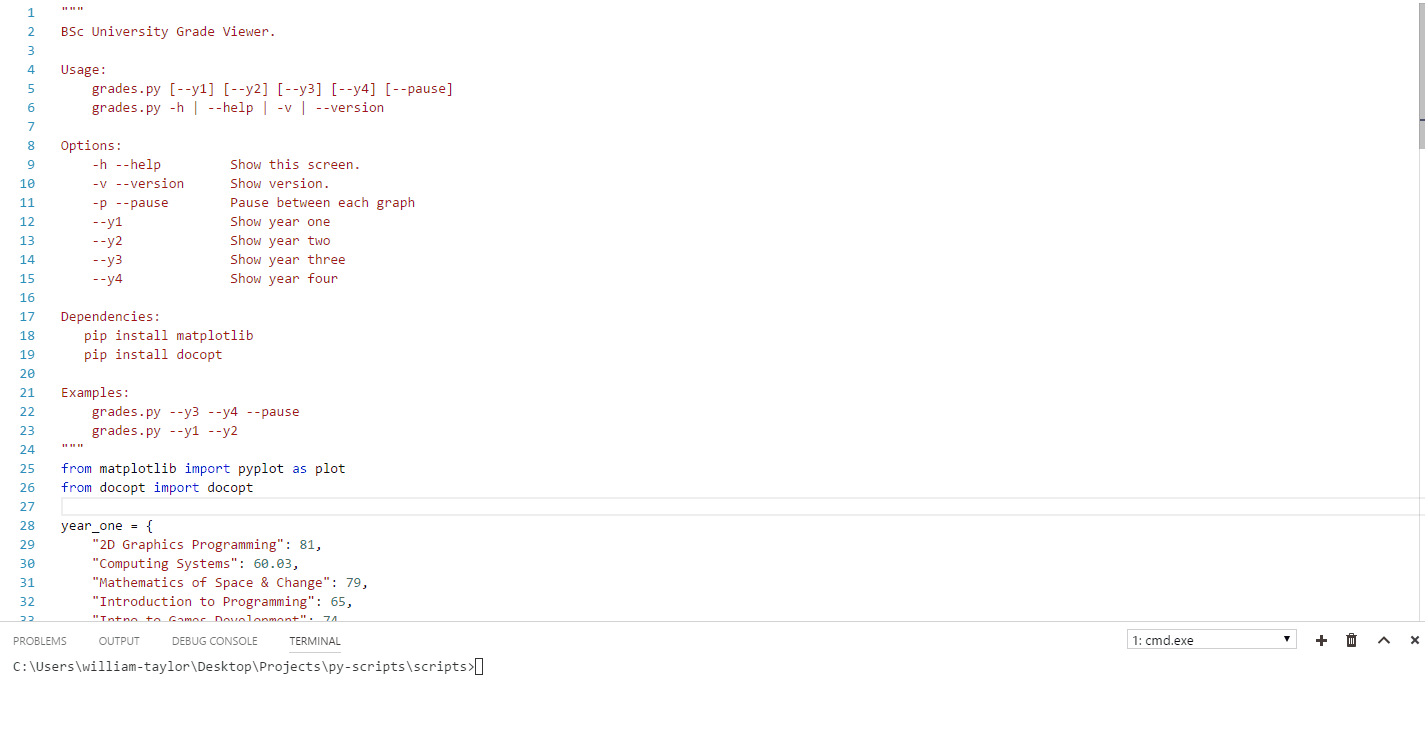 1 """
2 BSc University Grade Viewer.
3
4 Usage:
5 grades.py [--y1] [--y2] [--y3] [--y4] [--pause]
6 grades.py -h | --help | -v | --version
7
8 Options:
9 -h --help Show this screen.
10 -v --version Show version.
11 -p --pause Pause between each graph
12 --y1 Show year one
13 --y2 Show year two
14 --y3 Show year three
15 --y4 Show year four
16
17 Dependencies:
18 pip install matplotlib
19 pip install docopt
20
21 Examples:
22 grades.py --y3 --y4 --pause
23 grades.py --y1 --y2
24 """
25 from matplotlib import pyplot as plot
26 from docopt import docopt
27
28 year_one = {
29 "2D Graphics Programming": 81,
30 "Computing Systems": 60.03,
31 "Mathematics of Space & Change": 79,
32 "Introduction to Programming": 65,
33 "Intro to Games Development": 74
PROBLEMS OUTPUT DEBUG CONSOLE TERMINAL 1: cmd.exe
C:\Users\william-taylor\Desktop\Projects\py-scripts\scripts>